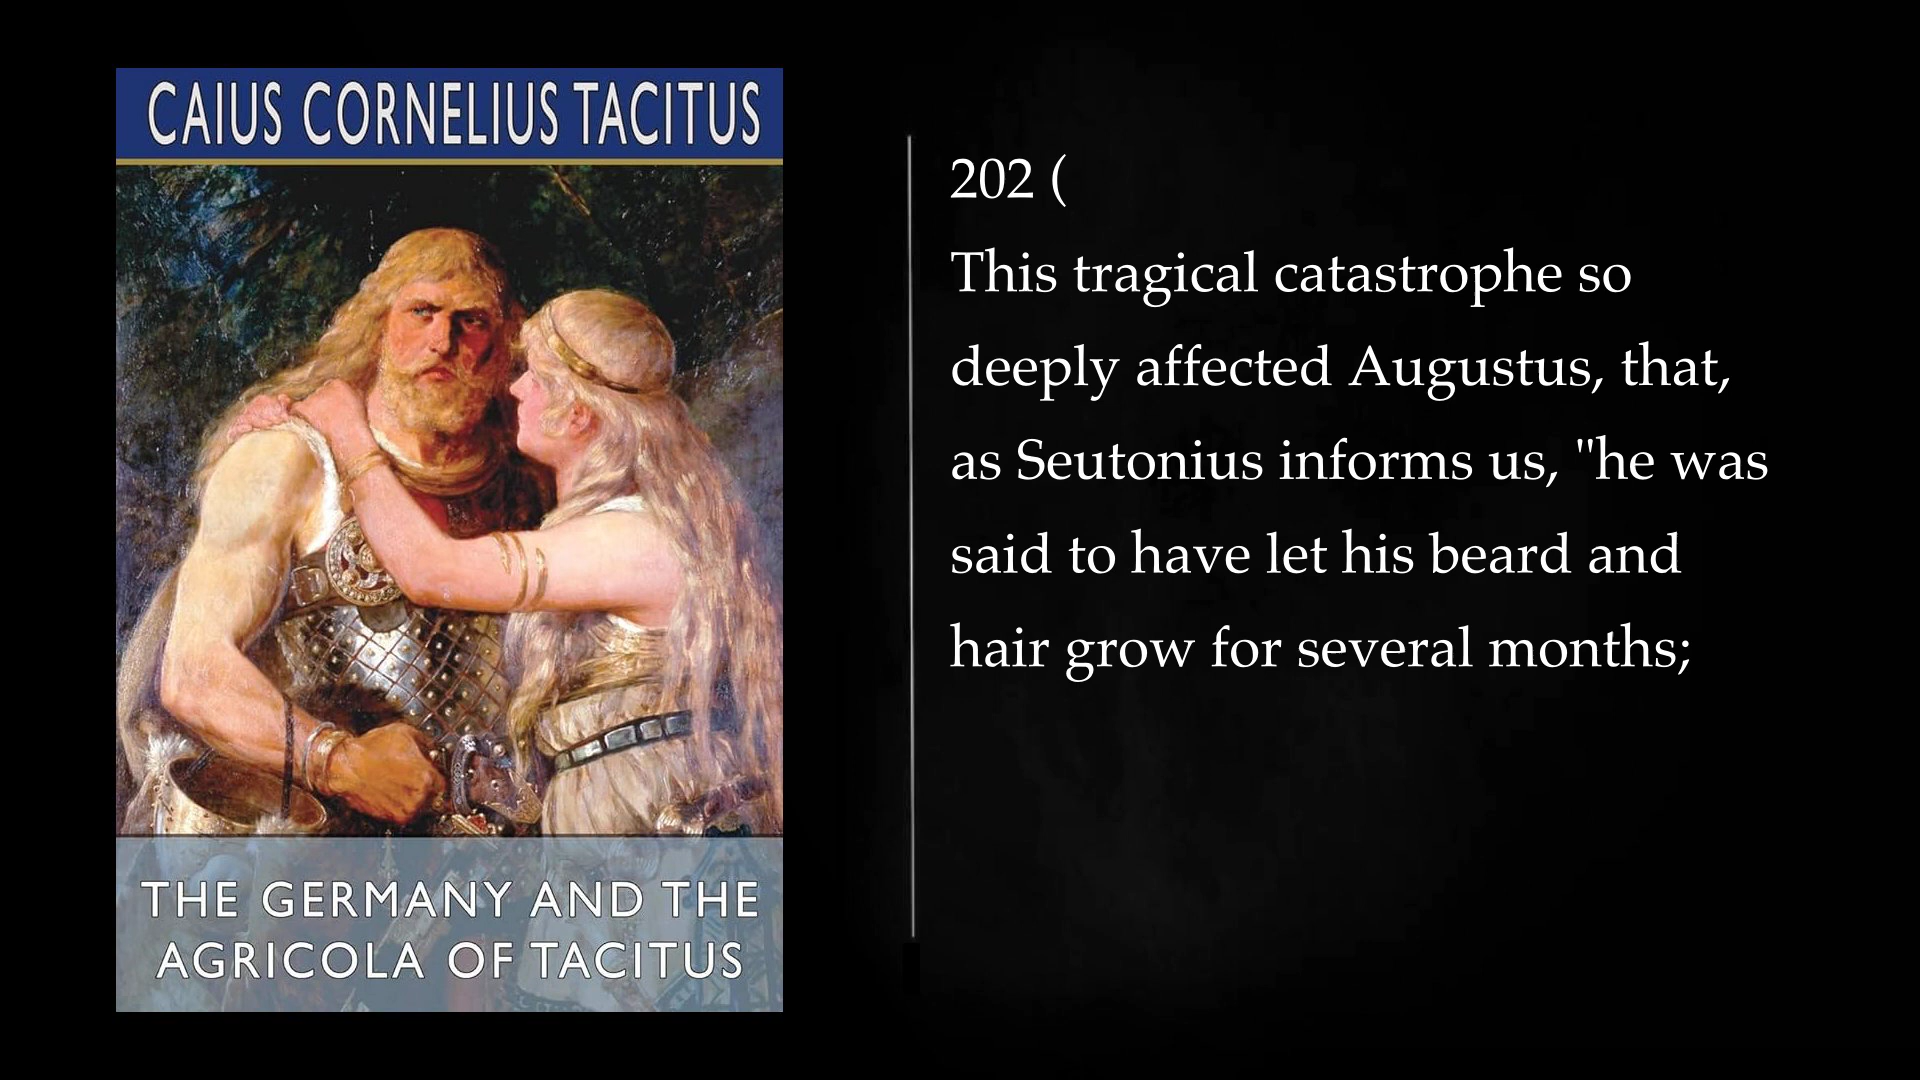 CAIUS CORNELIUS TACITUS
THE GERMANY AND THE
AGRICOLA OF TACITUS
202 (
This tragical catastrophe so
deeply affected Augustus, that,
as Seutonius informs us, "he was
said to have let his beard and
hair grow for several months;